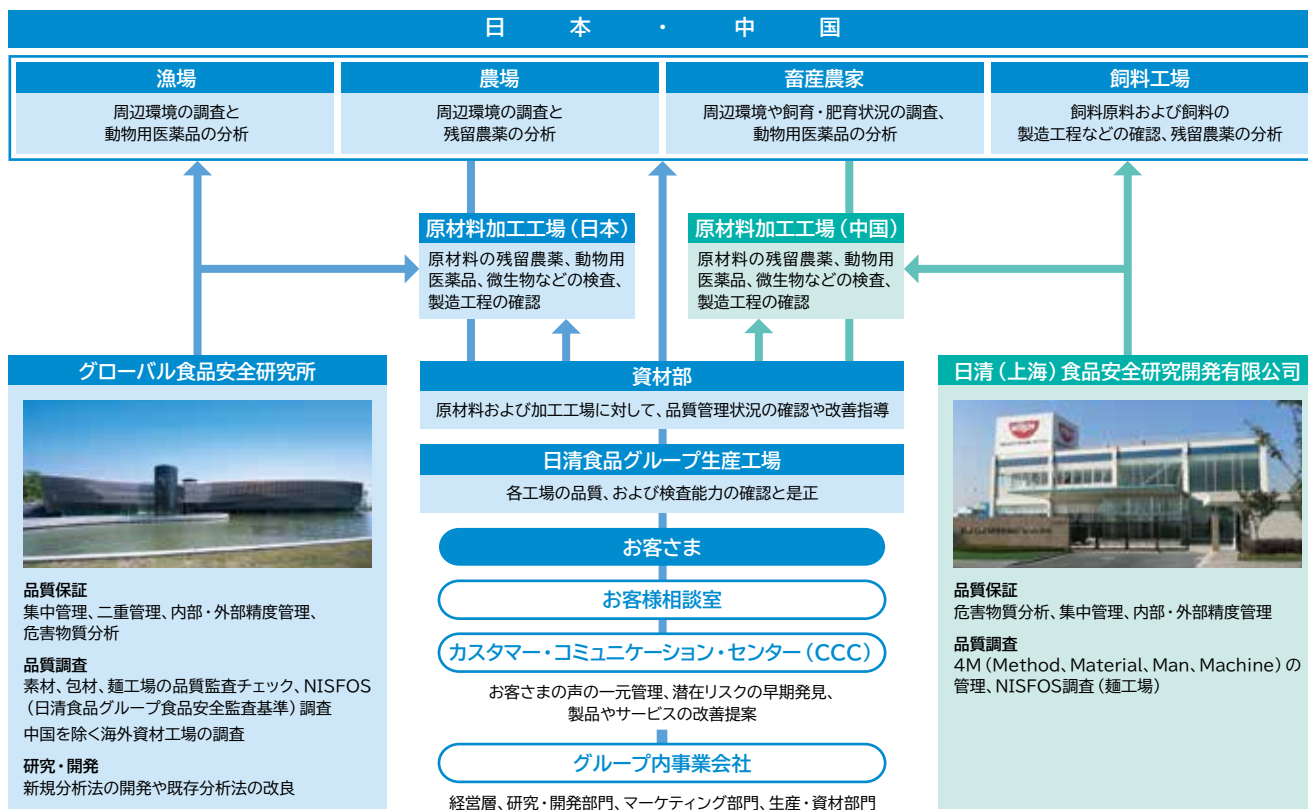 日本・中国
漁場
周辺環境の調査と
動物用医薬品の分析
農場
周辺環境の調査と
残留農薬の分析
畜産農家
周辺環境や飼育・肥育状況の調査、
動物用医薬品の分析
飼料工場
飼料原料および飼料の
製造工程などの確認、残留農薬の分析
原材料加工工場（日本）
原材料の残留農薬、動物用
医薬品、微生物などの検査、
製造工程の確認
原材料加工工場（中国）
原材料の残留農薬、動物用
医薬品、微生物などの検査、
製造工程の確認
グローバル食品安全研究所
品質保証
集中管理、二重管理、内部・外部精度管理、
危害物質分析
品質調査
素材、包材、麺工場の品質監査チェック、NISFOS
（日清食品グループ食品安全監査基準）調査
中国を除く海外資材工場の調査
研究・開発
新規分析法の開発や既存分析法の改良
資材部
原材料および加工工場に対して、品質管理状況の確認や改善指導
日清食品グループ生産工場
各工場の品質、および検査能力の確認と是正
お客さま
お客様相談室
カスタマー・コミュニケーション・センター（CCC）
お客さまの声の一元管理、潜在リスクの早期発見、
製品やサービスの改善提案
グループ内事業会社
経営層、研究・開発部門、マーケティング部門、生産・資材部門
日清（上海）食品安全研究開発有限公司
品質保証
危害物質分析、集中管理、内部・外部精度管理
品質調査
4M（Method、Material、Man、Machine）の
管理、NISFOS調査（麺工場）